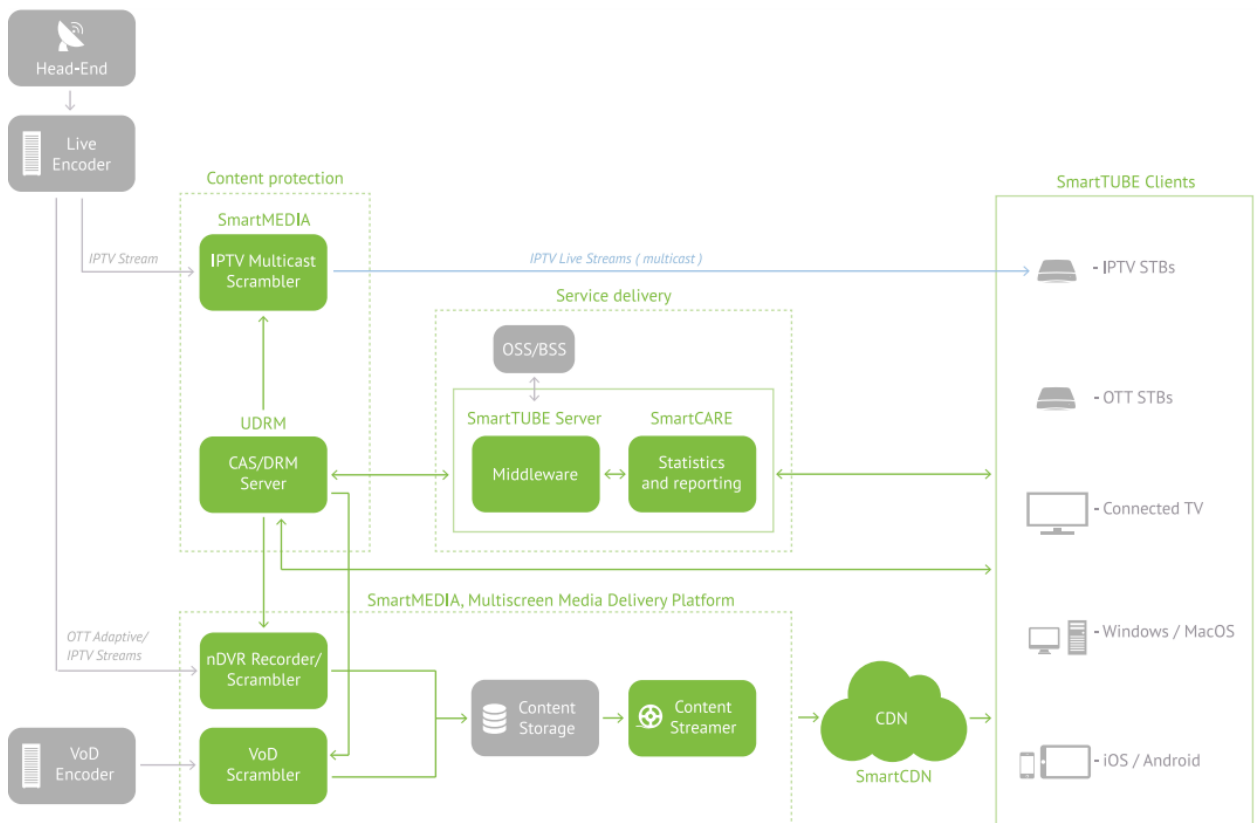 Head-End
Live
Encoder
Content protection
SmartTUBE Clients
SmartMEDIA
IPTV Stream
IPTV Multicast
Scrambler
IPTV Live Streams ( multicast )
- IPTV STBs
Service delivery
OSS/BSS
- OTT STBs
UDRM
SmartTUBE Server
SmartCARE
CAS/DRM
Server
Middleware
Statistics
and reporting
- Connected TV
SmartMEDIA, Multiscreen Media Delivery Platform
OTT Adaptive/
IPTV Streams
nDVR Recorder/
Scrambler
- Windows / MacOS
Content
Storage
Content
Streamer
CDN
SmartCDN
VoD
Encoder
VoD
Scrambler
- iOS / Android